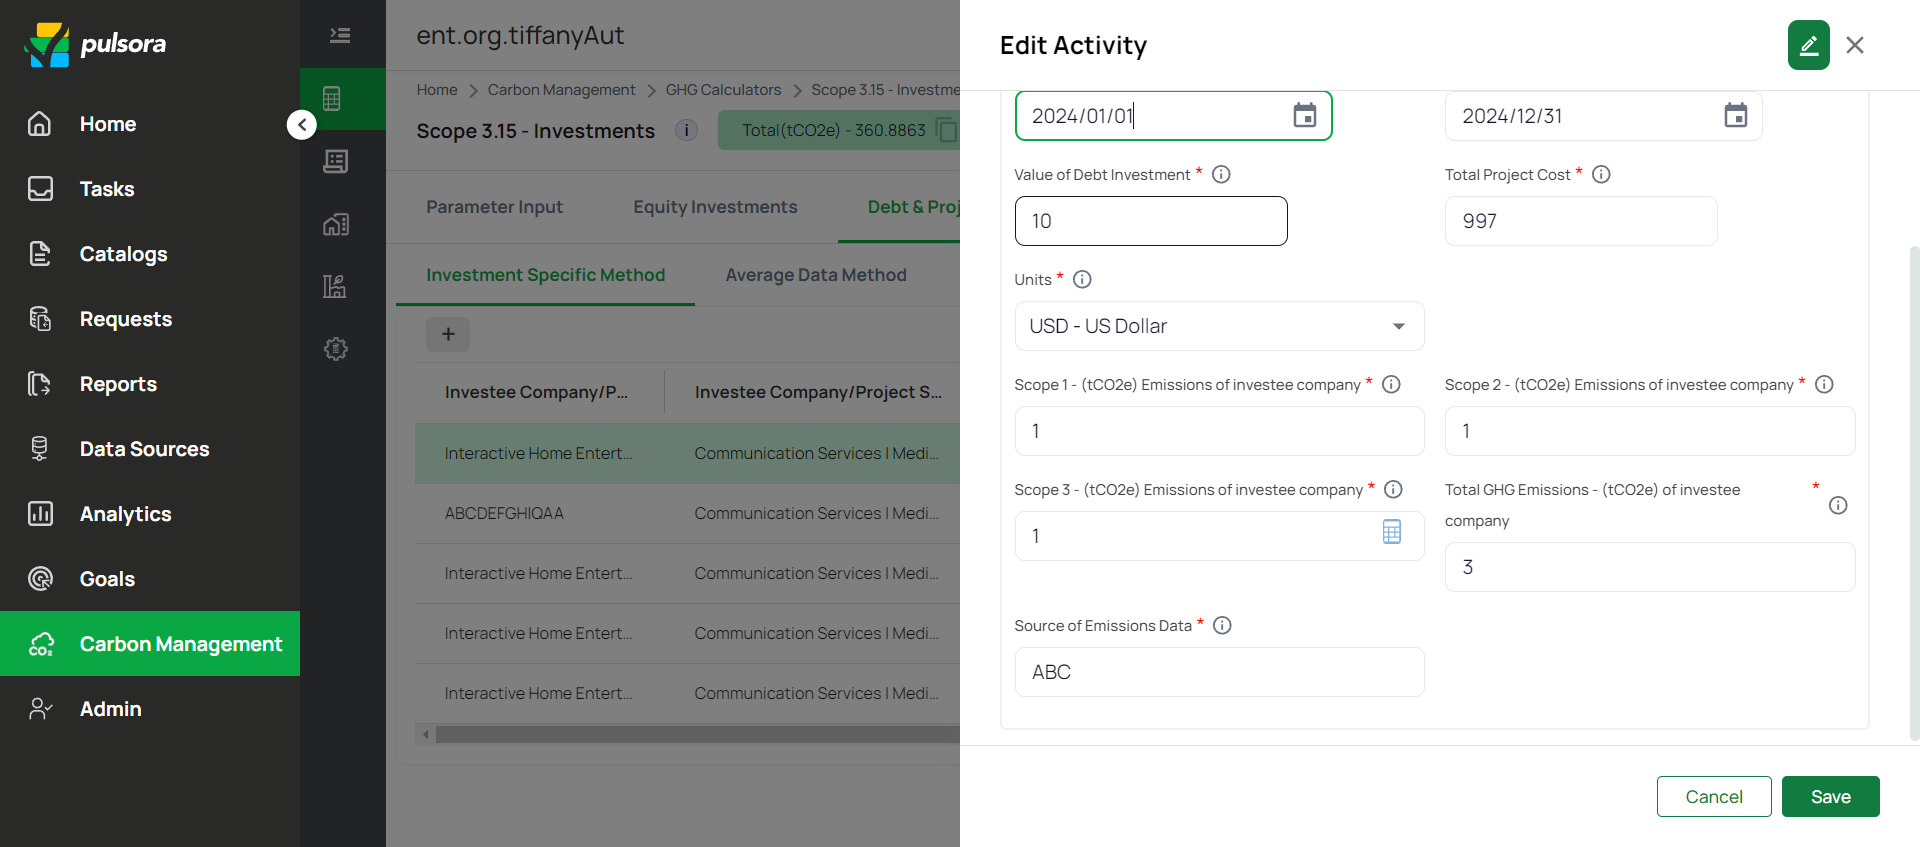 pulsora
Home
Tasks
Catalogs
Requests
Reports
Data Sources
Analytics
Goals
Carbon Management
CO₂
Admin
ent.org.tiffanyAut
Home > Carbon Management > GHG Calculators > Scope 3.15 - Investme
Scope 3.15 - Investments i Total(tCO2e) - 360.8863
Parameter Input Equity Investments Debt & Proj
Investment Specific Method Average Data Method
+
Investee Company/P... Investee Company/Project S...
Interactive Home Entert... Communication Services | Medi...
ABCDEFGHIQAA Communication Services | Medi...
Interactive Home Entert... Communication Services | Medi...
Interactive Home Entert... Communication Services | Medi...
Interactive Home Entert... Communication Services | Medi...
Edit Activity
2024/01/01 2024/12/31
Value of Debt Investment * Total Project Cost *
10 997
Units *
USD - US Dollar
Scope 1 - (tCO2e) Emissions of investee company * Scope 2 - (tCO2e) Emissions of investee company *
1 1
Scope 3 - (tCO2e) Emissions of investee company * Total GHG Emissions - (tCO2e) of investee *
company
1 3
Source of Emissions Data *
ABC
Cancel Save